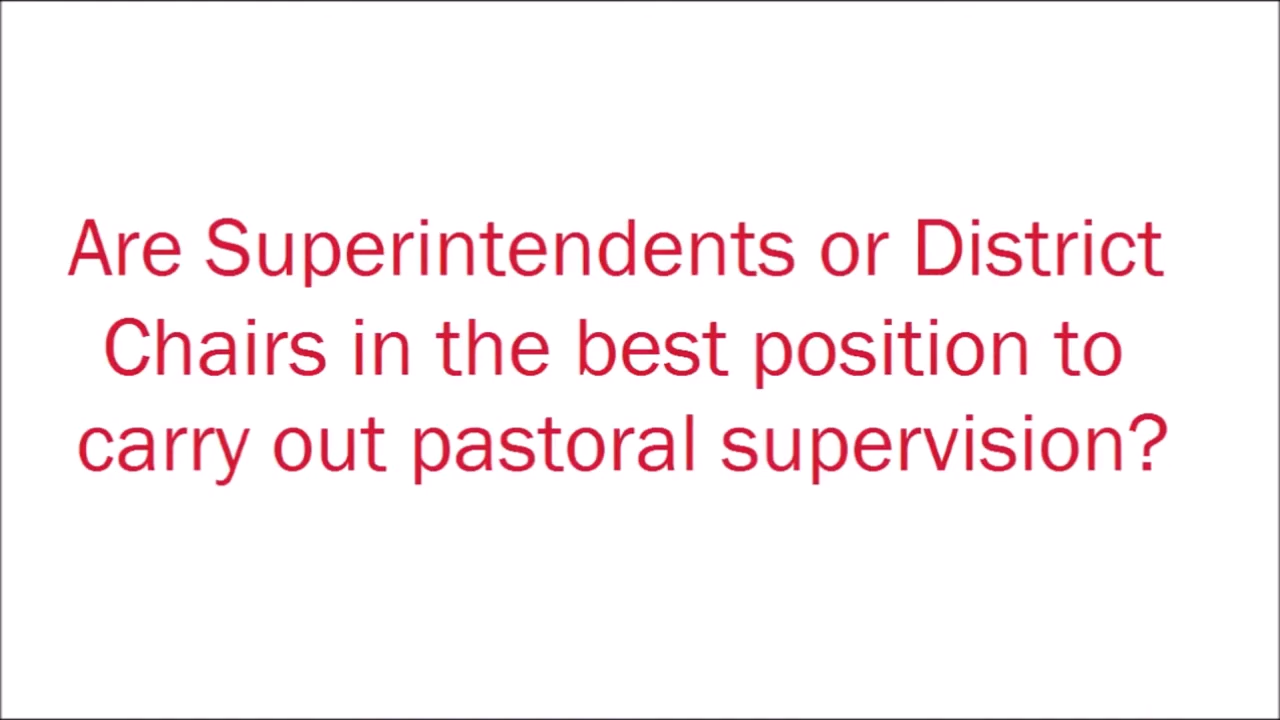 Are Superintendents or District
Chairs in the best position to
carry out pastoral supervision?